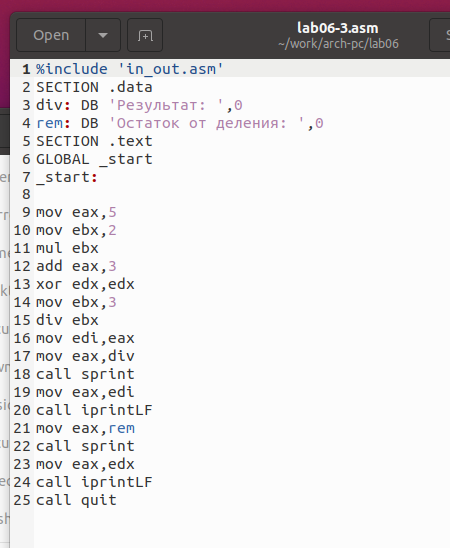 Open
lab06-3.asm
~/work/arch-pc/lab06
S
1 %include 'in_out.asm'
2 SECTION .data
3 div: DB 'Результат: ',0
4 rem: DB 'Остаток от деления: ',0
5 SECTION .text
6 GLOBAL _start
7 _start:
8
9 mov eax,5
10 mov ebx,2
11 mul ebx
12 add eax,3
13 xor edx,edx
14 mov ebx,3
15 div ebx
16 mov edi,eax
17 mov eax,div
18 call sprint
19 mov eax,edi
20 call iprintLF
21 mov eax,rem
22 call sprint
23 mov eax,edx
24 call iprintLF
25 call quit